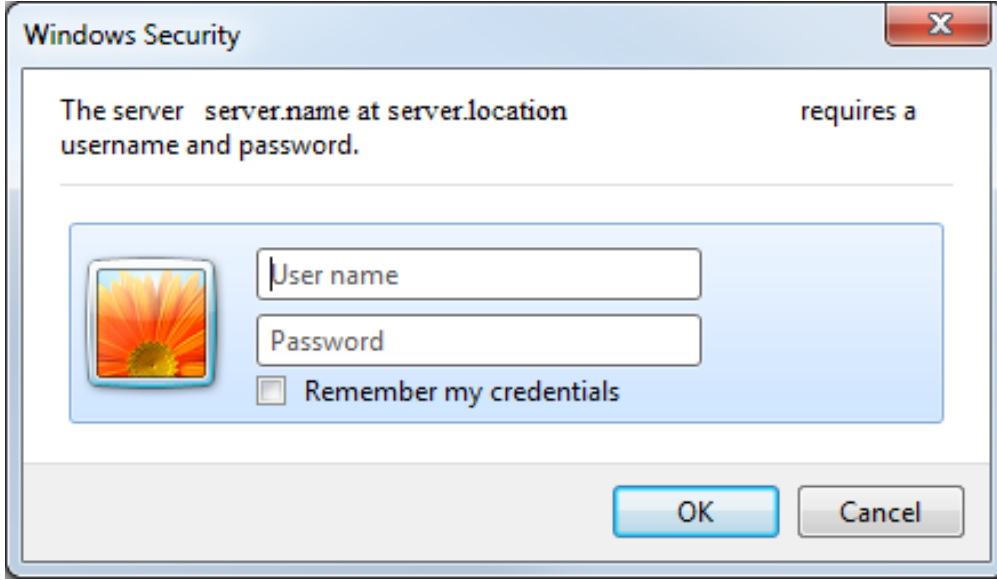 Windows Security
The server server.name at server.location requires a
username and password.
User name
Password
Remember my credentials
OK Cancel